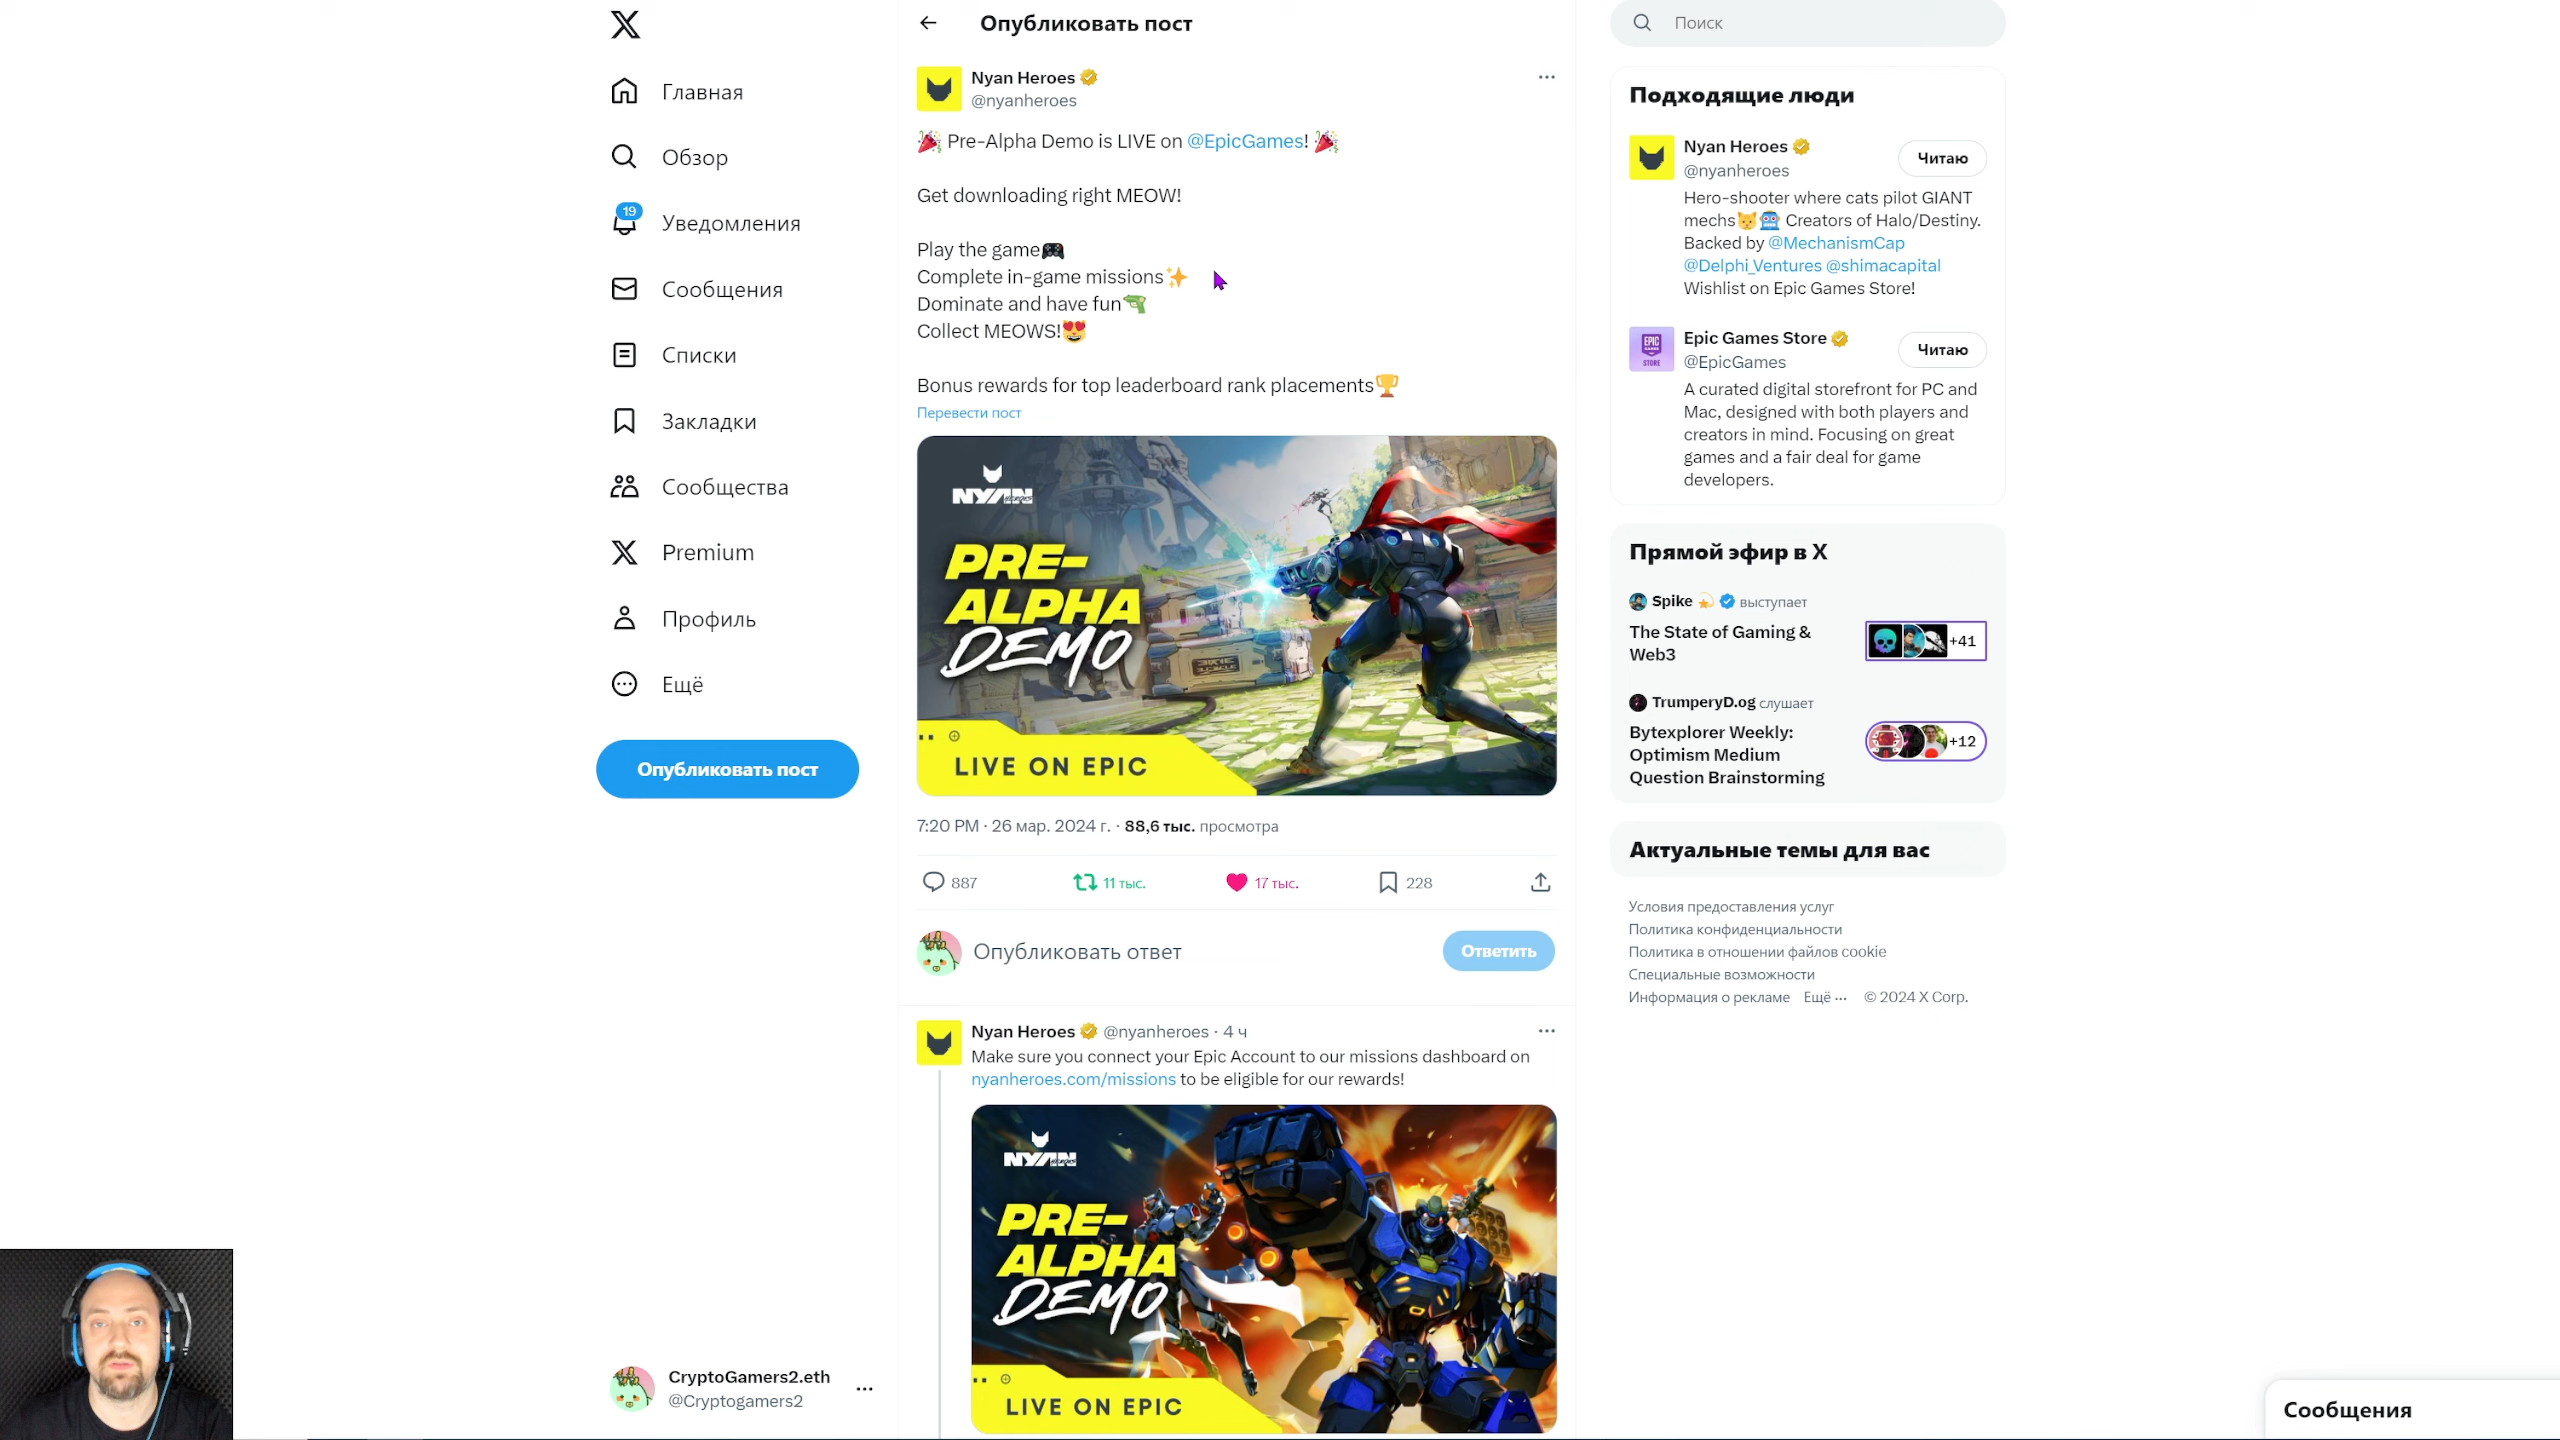 Главная
Обзор
19
Уведомления
Сообщения
Списки
Закладки
Сообщества
Premium
Профиль
Ещё
Опубликовать пост
CryptoGamers2.eth
@Cryptogamers2
Опубликовать пост
Nyan Heroes
@nyanheroes
Pre-Alpha Demo is LIVE on @EpicGames!
Get downloading right MEOW!
Play the game
Complete in-game missions
Dominate and have fun
Collect MEOWS!
Bonus rewards for top leaderboard rank placements
Перевести пост
NYAN HEROES
PRE-
ALPHA
DEMO
LIVE ON EPIC
7:20 PM · 26 мар. 2024 г. · 88,6 тыс. просмотра
887
11 тыс.
17 тыс.
228
Опубликовать ответ
Ответить
Nyan Heroes @nyanheroes · 4 ч
Make sure you connect your Epic Account to our missions dashboard on
nyanheroes.com/missions to be eligible for our rewards!
NYAN HEROES
PRE-
ALPHA
DEMO
LIVE ON EPIC
Поиск
Подходящие люди
Nyan Heroes
@nyanheroes
Читаю
Hero-shooter where cats pilot GIANT
mechs Creators of Halo/Destiny.
Backed by @MechanismCap
@Delphi_Ventures @shimacapital
Wishlist on Epic Games Store!
EPIC
GAMES
STORE
Epic Games Store
@EpicGames
Читаю
A curated digital storefront for PC and
Mac, designed with both players and
creators in mind. Focusing on great
games and a fair deal for game
developers.
Прямой эфир в X
Spike выступает
The State of Gaming &
Web3
+41
TrumperyD.og слушает
Bytexplorer Weekly:
Optimism Medium
Question Brainstorming
+12
Актуальные темы для вас
Условия предоставления услуг
Политика конфиденциальности
Политика в отношении файлов cookie
Специальные возможности
Информация о рекламе Ещё ··· © 2024 X Corp.
Сообщения